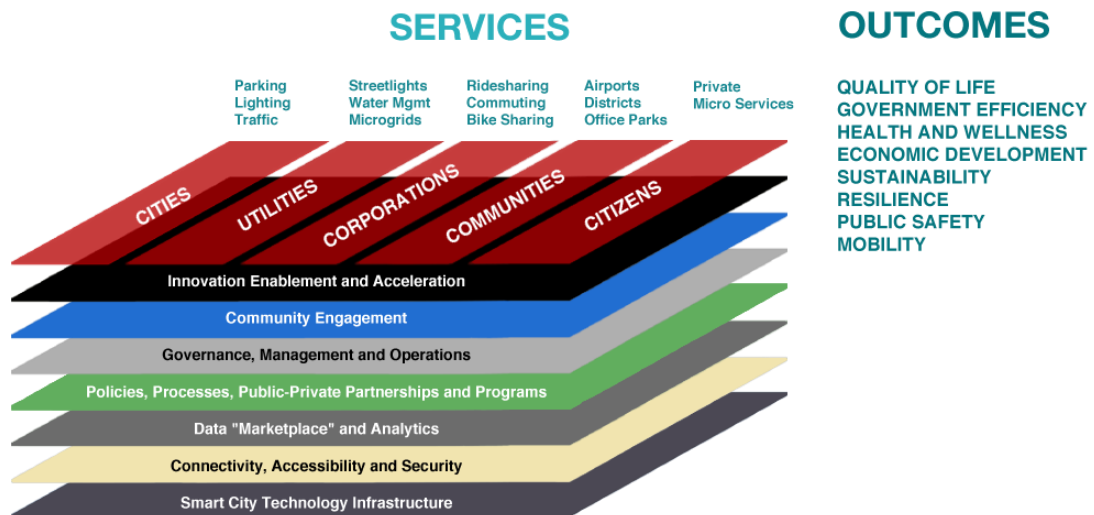 SERVICES
OUTCOMES
Parking
Lighting
Traffic
Streetlights
Water Mgmt
Microgrids
Ridesharing
Commuting
Bike Sharing
Airports
Districts
Office Parks
Private
Micro Services
QUALITY OF LIFE
GOVERNMENT EFFICIENCY
HEALTH AND WELLNESS
ECONOMIC DEVELOPMENT
SUSTAINABILITY
RESILIENCE
PUBLIC SAFETY
MOBILITY
CITIES
UTILITIES
CORPORATIONS
COMMUNITIES
CITIZENS
Innovation Enablement and Acceleration
Community Engagement
Governance, Management and Operations
Policies, Processes, Public-Private Partnerships and Programs
Data "Marketplace" and Analytics
Connectivity, Accessibility and Security
Smart City Technology Infrastructure